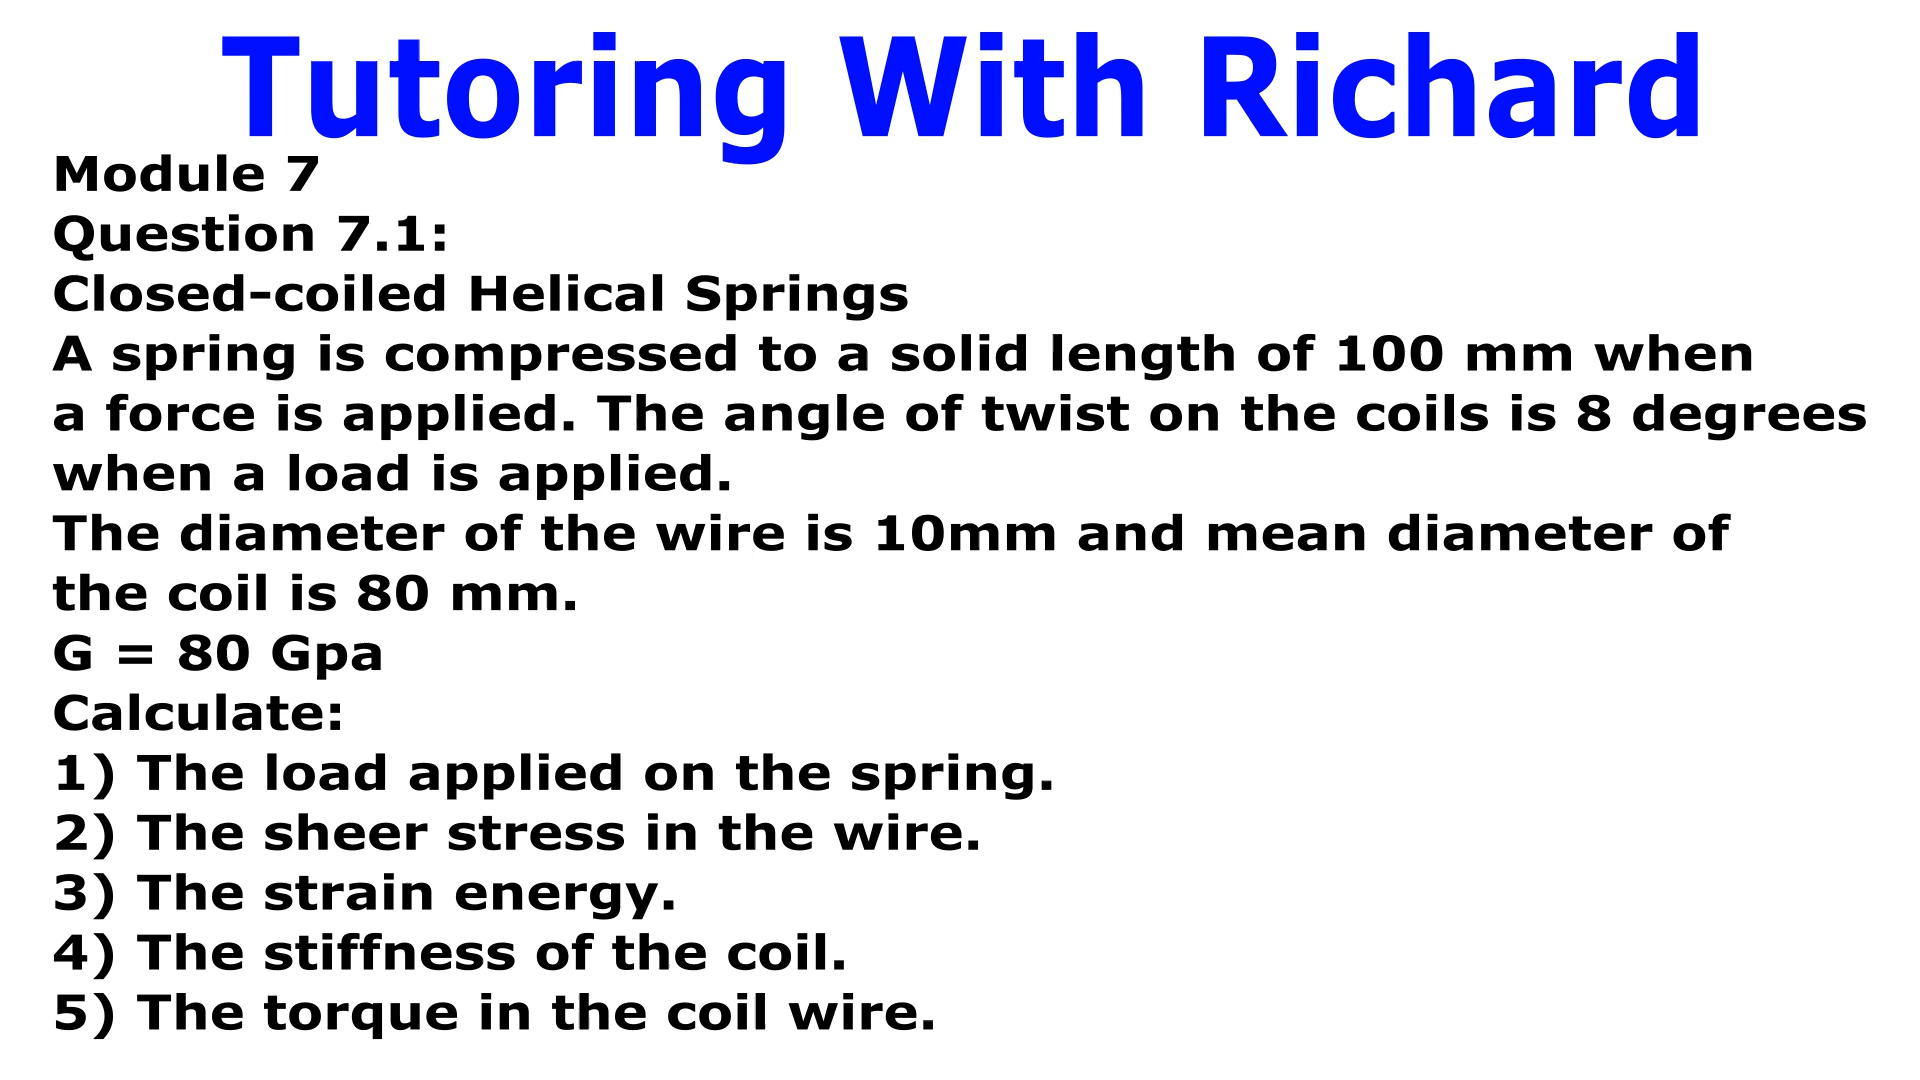 Tutoring With Richard
Module 7
Question 7.1:
Closed-coiled Helical Springs
A spring is compressed to a solid length of 100 mm when
a force is applied. The angle of twist on the coils is 8 degrees
when a load is applied.
The diameter of the wire is 10mm and mean diameter of
the coil is 80 mm.
G = 80 Gpa
Calculate:
1) The load applied on the spring.
2) The sheer stress in the wire.
3) The strain energy.
4) The stiffness of the coil.
5) The torque in the coil wire.